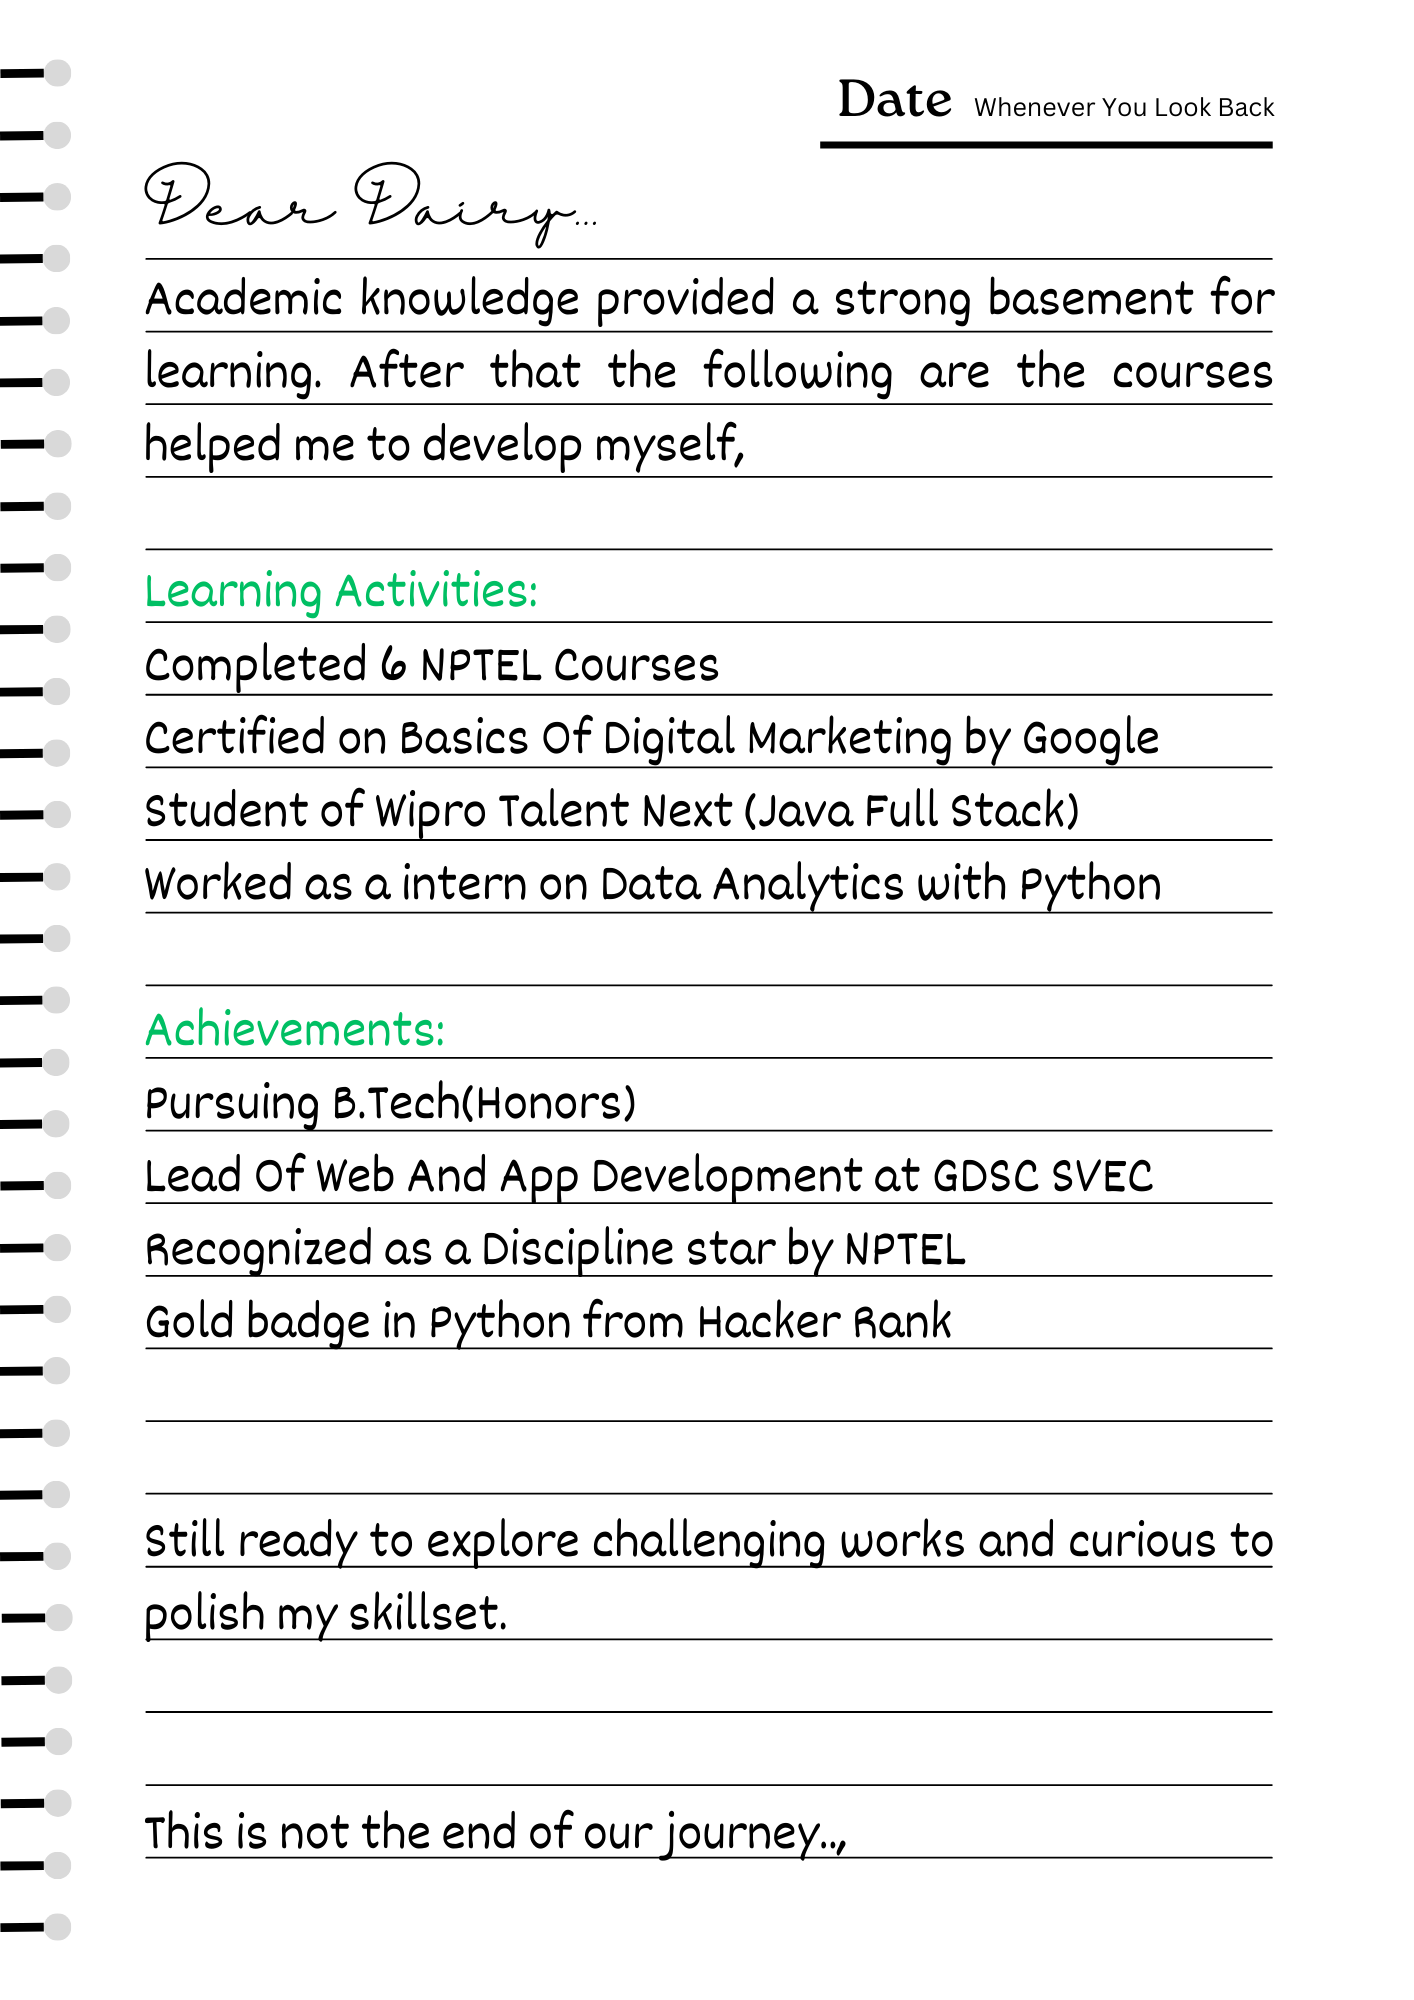 Date Whenever You Look Back
Dear Dairy...
Academic knowledge provided a strong basement for
learning. After that the following are the courses
helped me to develop myself,
Learning Activities:
Completed 6 NPTEL Courses
Certified on Basics Of Digital Marketing by Google
Student of Wipro Talent Next (Java Full Stack)
Worked as a intern on Data Analytics with Python
Achievements:
Pursuing B.Tech(Honors)
Lead Of Web And App Development at GDSC SVEC
Recognized as a Discipline star by NPTEL
Gold badge in Python from Hacker Rank
Still ready to explore challenging works and curious to
polish my skillset.
This is not the end of our journey..,